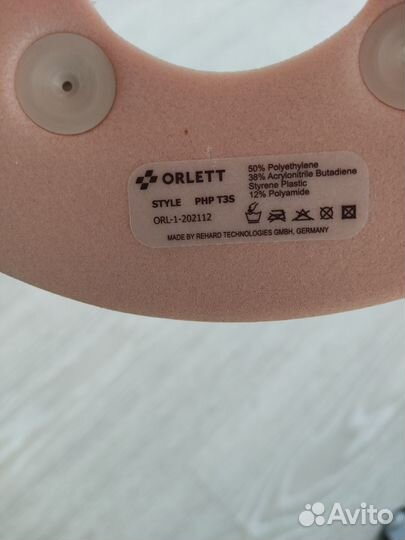 ORLETT
STYLE PHP T3S
ORL-1-202112
50% Polyethylene
38% Acrylonitrile Butadiene
Styrene Plastic
12% Polyamide
MADE BY REHARD TECHNOLOGIES GMBH, GERMANY
Avito